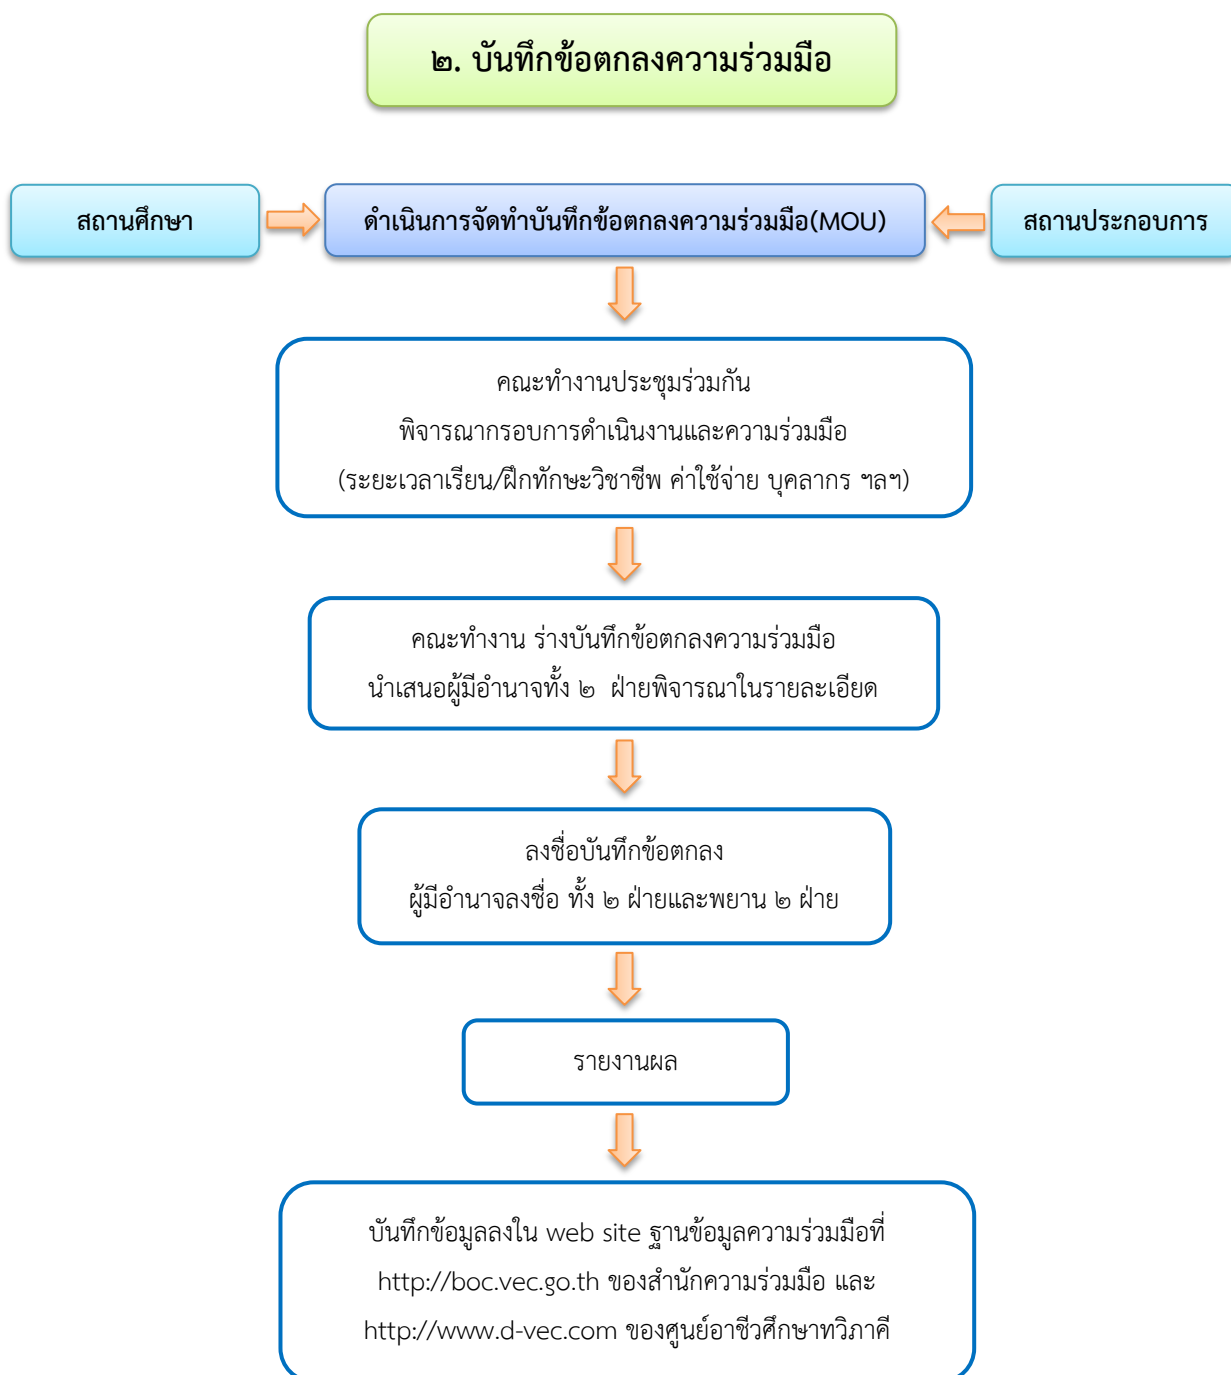 ๒. บันทึกข้อตกลงความร่วมมือ
สถานศึกษา
ดำเนินการจัดทำบันทึกข้อตกลงความร่วมมือ(MOU)
สถานประกอบการ
คณะทำงานประชุมร่วมกัน
พิจารณากรอบการดำเนินงานและความร่วมมือ
(ระยะเวลาเรียน/ฝึกทักษะวิชาชีพ ค่าใช้จ่าย บุคลากร ฯลฯ)
คณะทำงาน ร่างบันทึกข้อตกลงความร่วมมือ
นำเสนอผู้มีอำนาจทั้ง ๒ ฝ่ายพิจารณาในรายละเอียด
ลงชื่อบันทึกข้อตกลง
ผู้มีอำนาจลงชื่อ ทั้ง ๒ ฝ่ายและพยาน ๒ ฝ่าย
รายงานผล
บันทึกข้อมูลลงใน web site ฐานข้อมูลความร่วมมือที่
http://boc.vec.go.th ของสำนักความร่วมมือ และ
http://www.d-vec.com ของศูนย์อาชีวศึกษาทวิภาคี